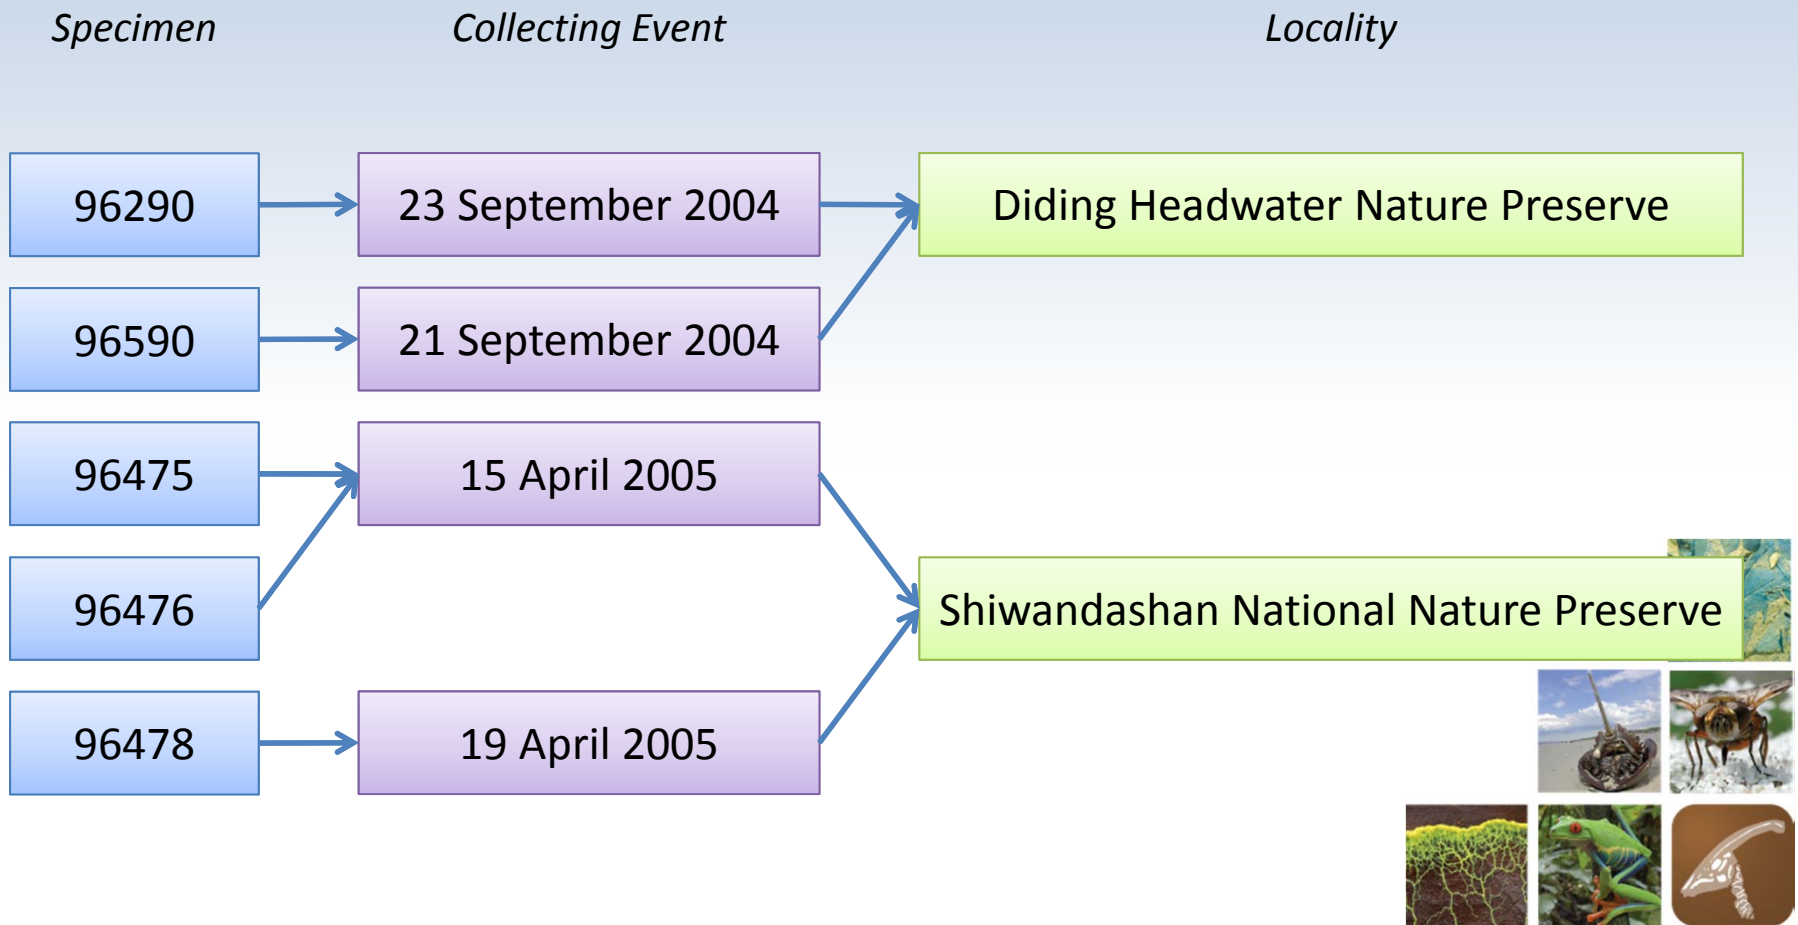 Specimen
Collecting Event
Locality
96290
23 September 2004
Diding Headwater Nature Preserve
96590
21 September 2004
96475
15 April 2005
96476
Shiwandashan National Nature Preserve
96478
19 April 2005